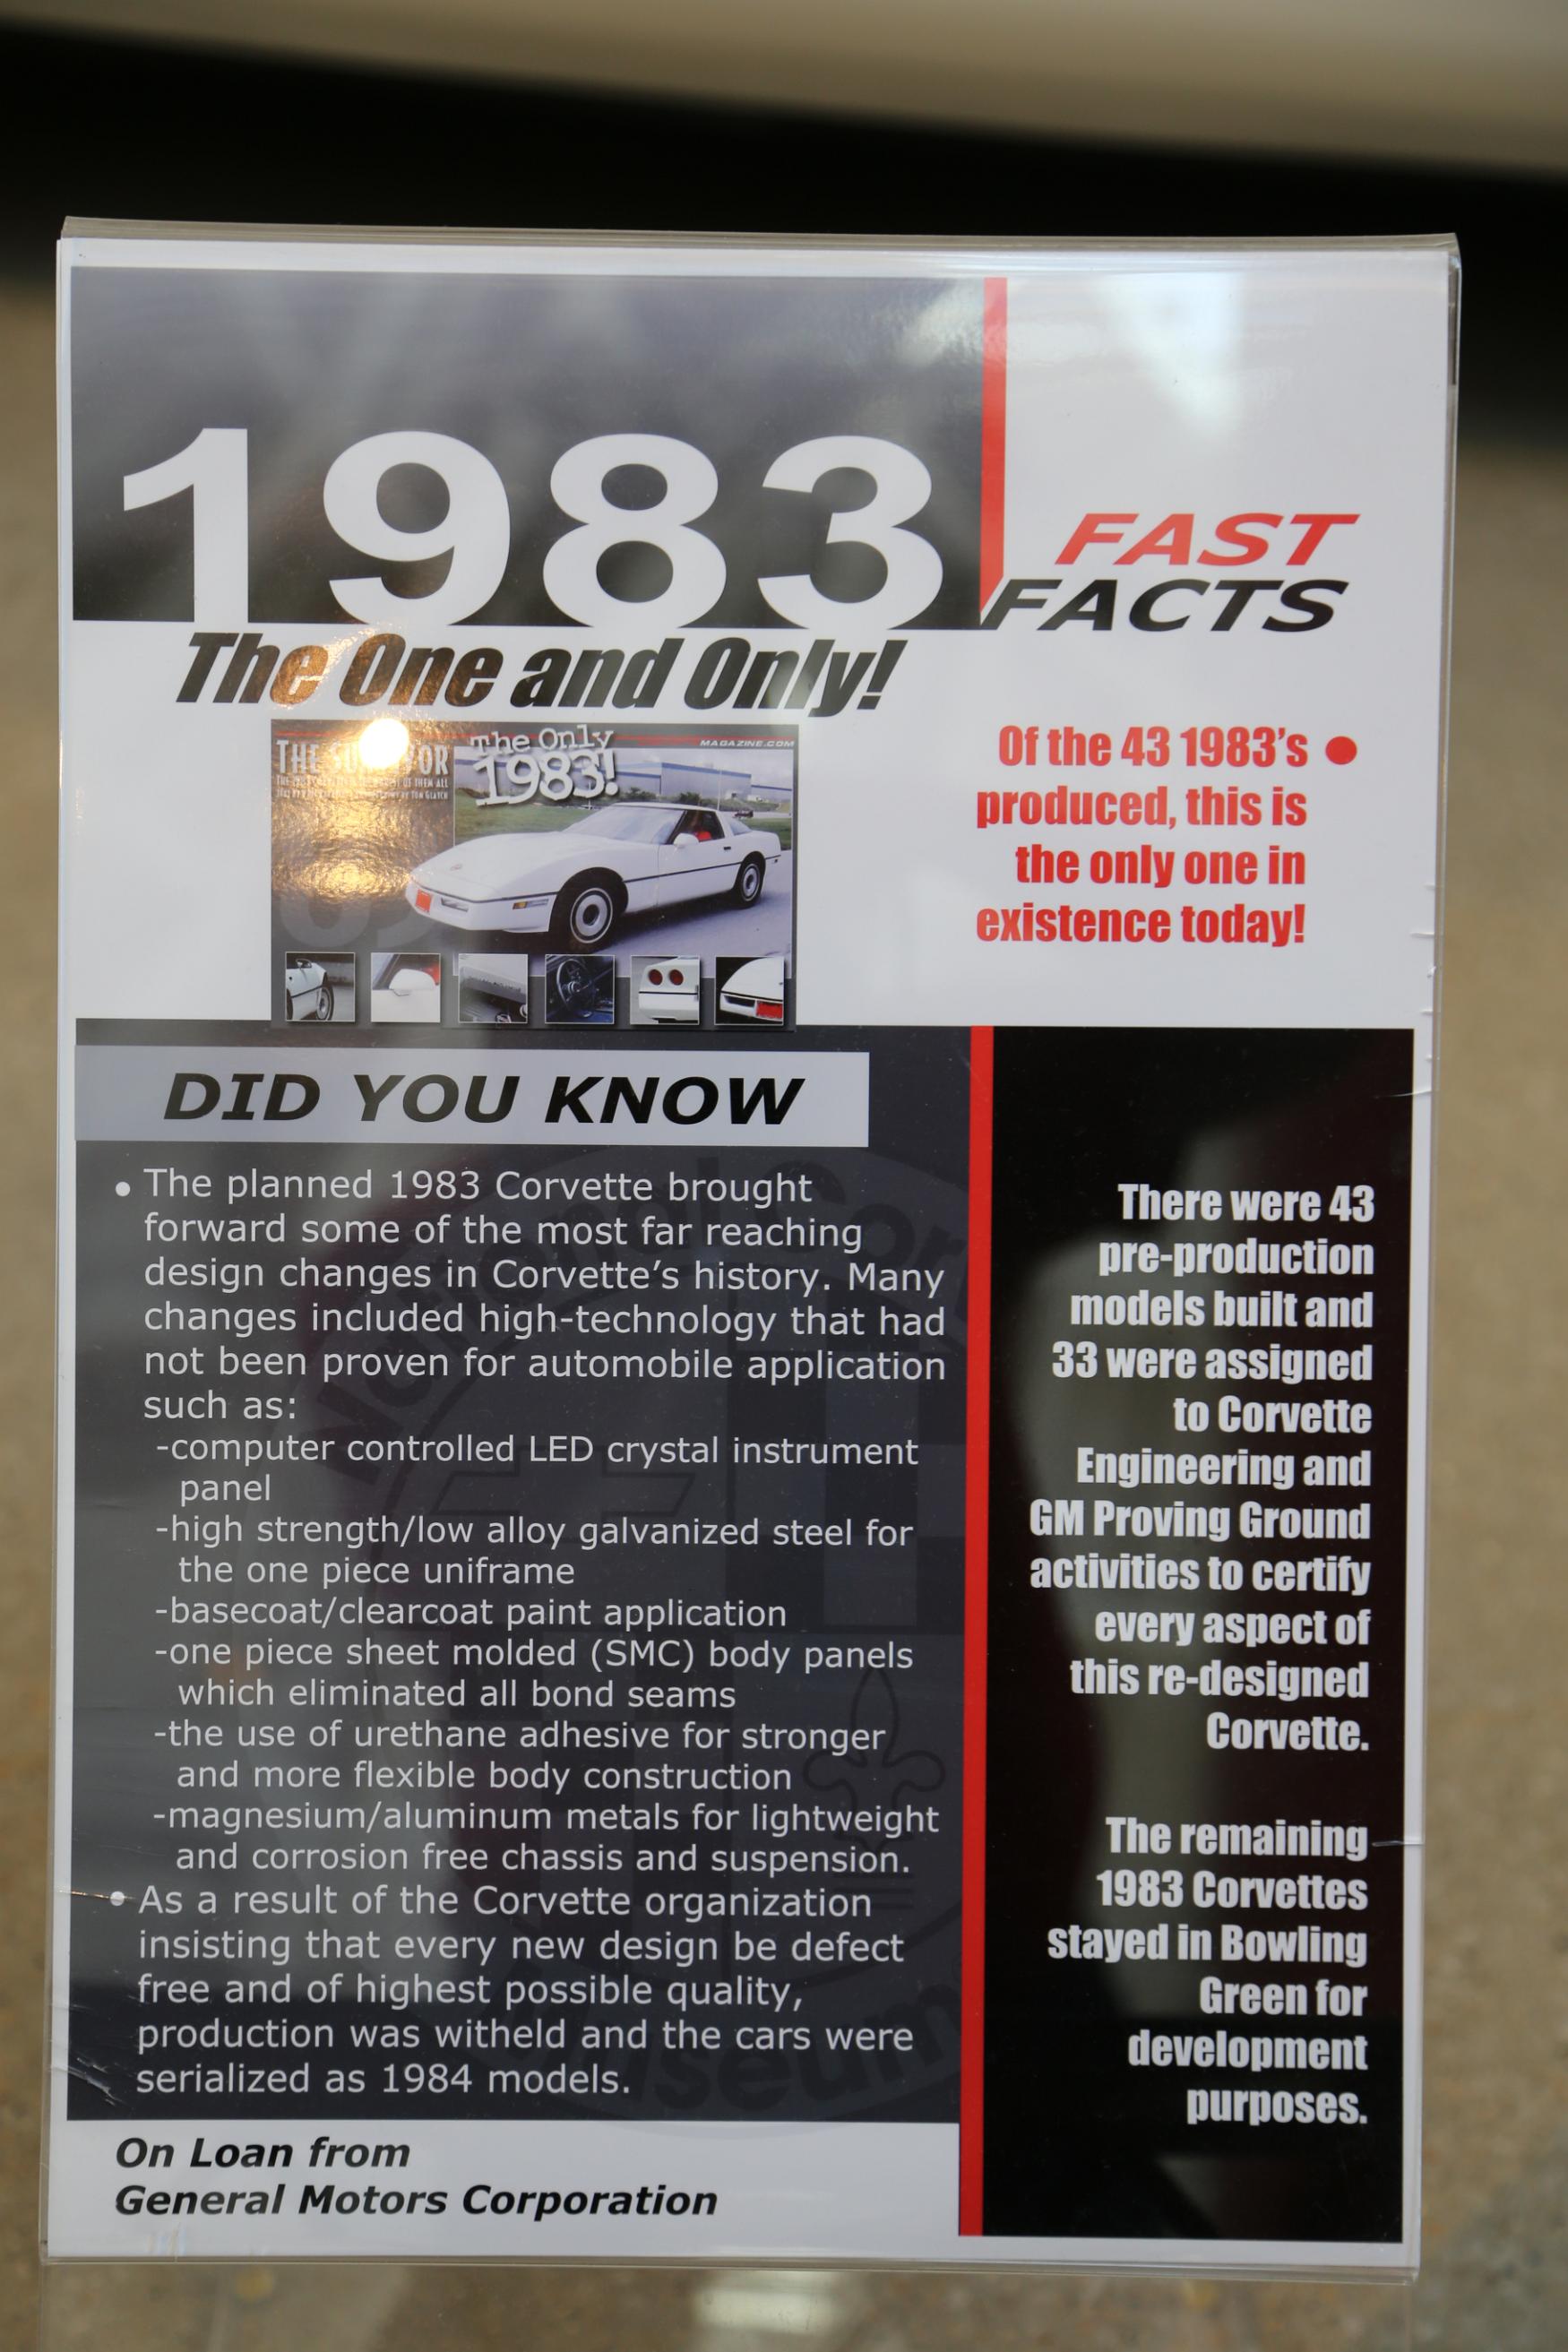 1983
The One and Only!
FAST
FACTS
The Only
1983!
MAGAZINE.COM
Of the 43 1983's
produced, this is
the only one in
existence today!
DID YOU KNOW
• The planned 1983 Corvette brought
forward some of the most far reaching
design changes in Corvette's history. Many
changes included high-technology that had
not been proven for automobile application
such as:
-computer controlled LED crystal instrument
panel
-high strength/low alloy galvanized steel for
the one piece uniframe
-basecoat/clearcoat paint application
-one piece sheet molded (SMC) body panels
which eliminated all bond seams
-the use of urethane adhesive for stronger
and more flexible body construction
-magnesium/aluminum metals for lightweight
and corrosion free chassis and suspension.
• As a result of the Corvette organization
insisting that every new design be defect
free and of highest possible quality,
production was witheld and the cars were
serialized as 1984 models.
On Loan from
General Motors Corporation
There were 43
pre-production
models built and
33 were assigned
to Corvette
Engineering and
GM Proving Ground
activities to certify
every aspect of
this re-designed
Corvette.
The remaining
1983 Corvettes
stayed in Bowling
Green for
development
purposes.